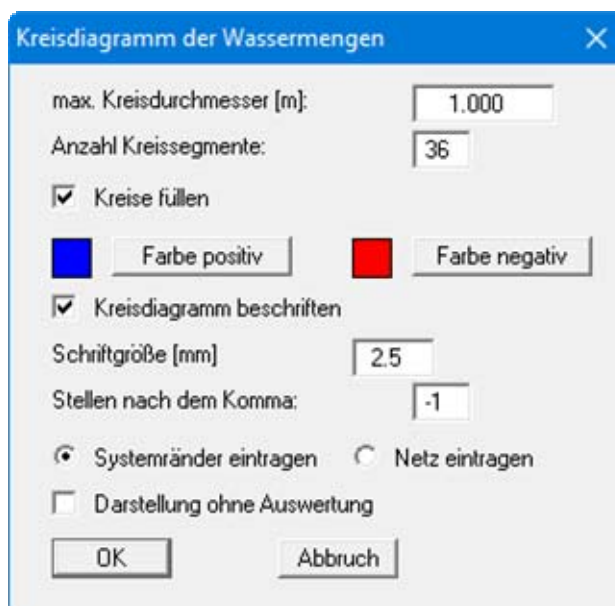 Kreisdiagramm der Wassermengen
max. Kreisdurchmesser [m]: 1.000
Anzahl Kreissegmente: 36
Kreise füllen
Farbe positiv Farbe negativ
Kreisdiagramm beschriften
Schriftgröße [mm] 2.5
Stellen nach dem Komma: -1
Systemränder eintragen Netz eintragen
Darstellung ohne Auswertung
OK Abbruch